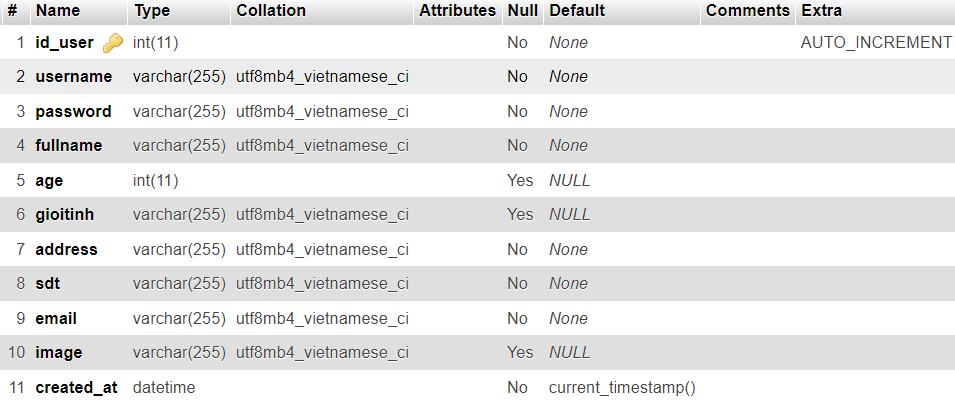 # Name Type Collation Attributes Null Default Comments Extra
1 id_user int(11) No None AUTO_INCREMENT
2 username varchar(255) utf8mb4_vietnamese_ci No None
3 password varchar(255) utf8mb4_vietnamese_ci No None
4 fullname varchar(255) utf8mb4_vietnamese_ci No None
5 age int(11) Yes NULL
6 gioitinh varchar(255) utf8mb4_vietnamese_ci Yes NULL
7 address varchar(255) utf8mb4_vietnamese_ci No None
8 sdt varchar(255) utf8mb4_vietnamese_ci No None
9 email varchar(255) utf8mb4_vietnamese_ci No None
10 image varchar(255) utf8mb4_vietnamese_ci Yes NULL
11 created_at datetime No current_timestamp()